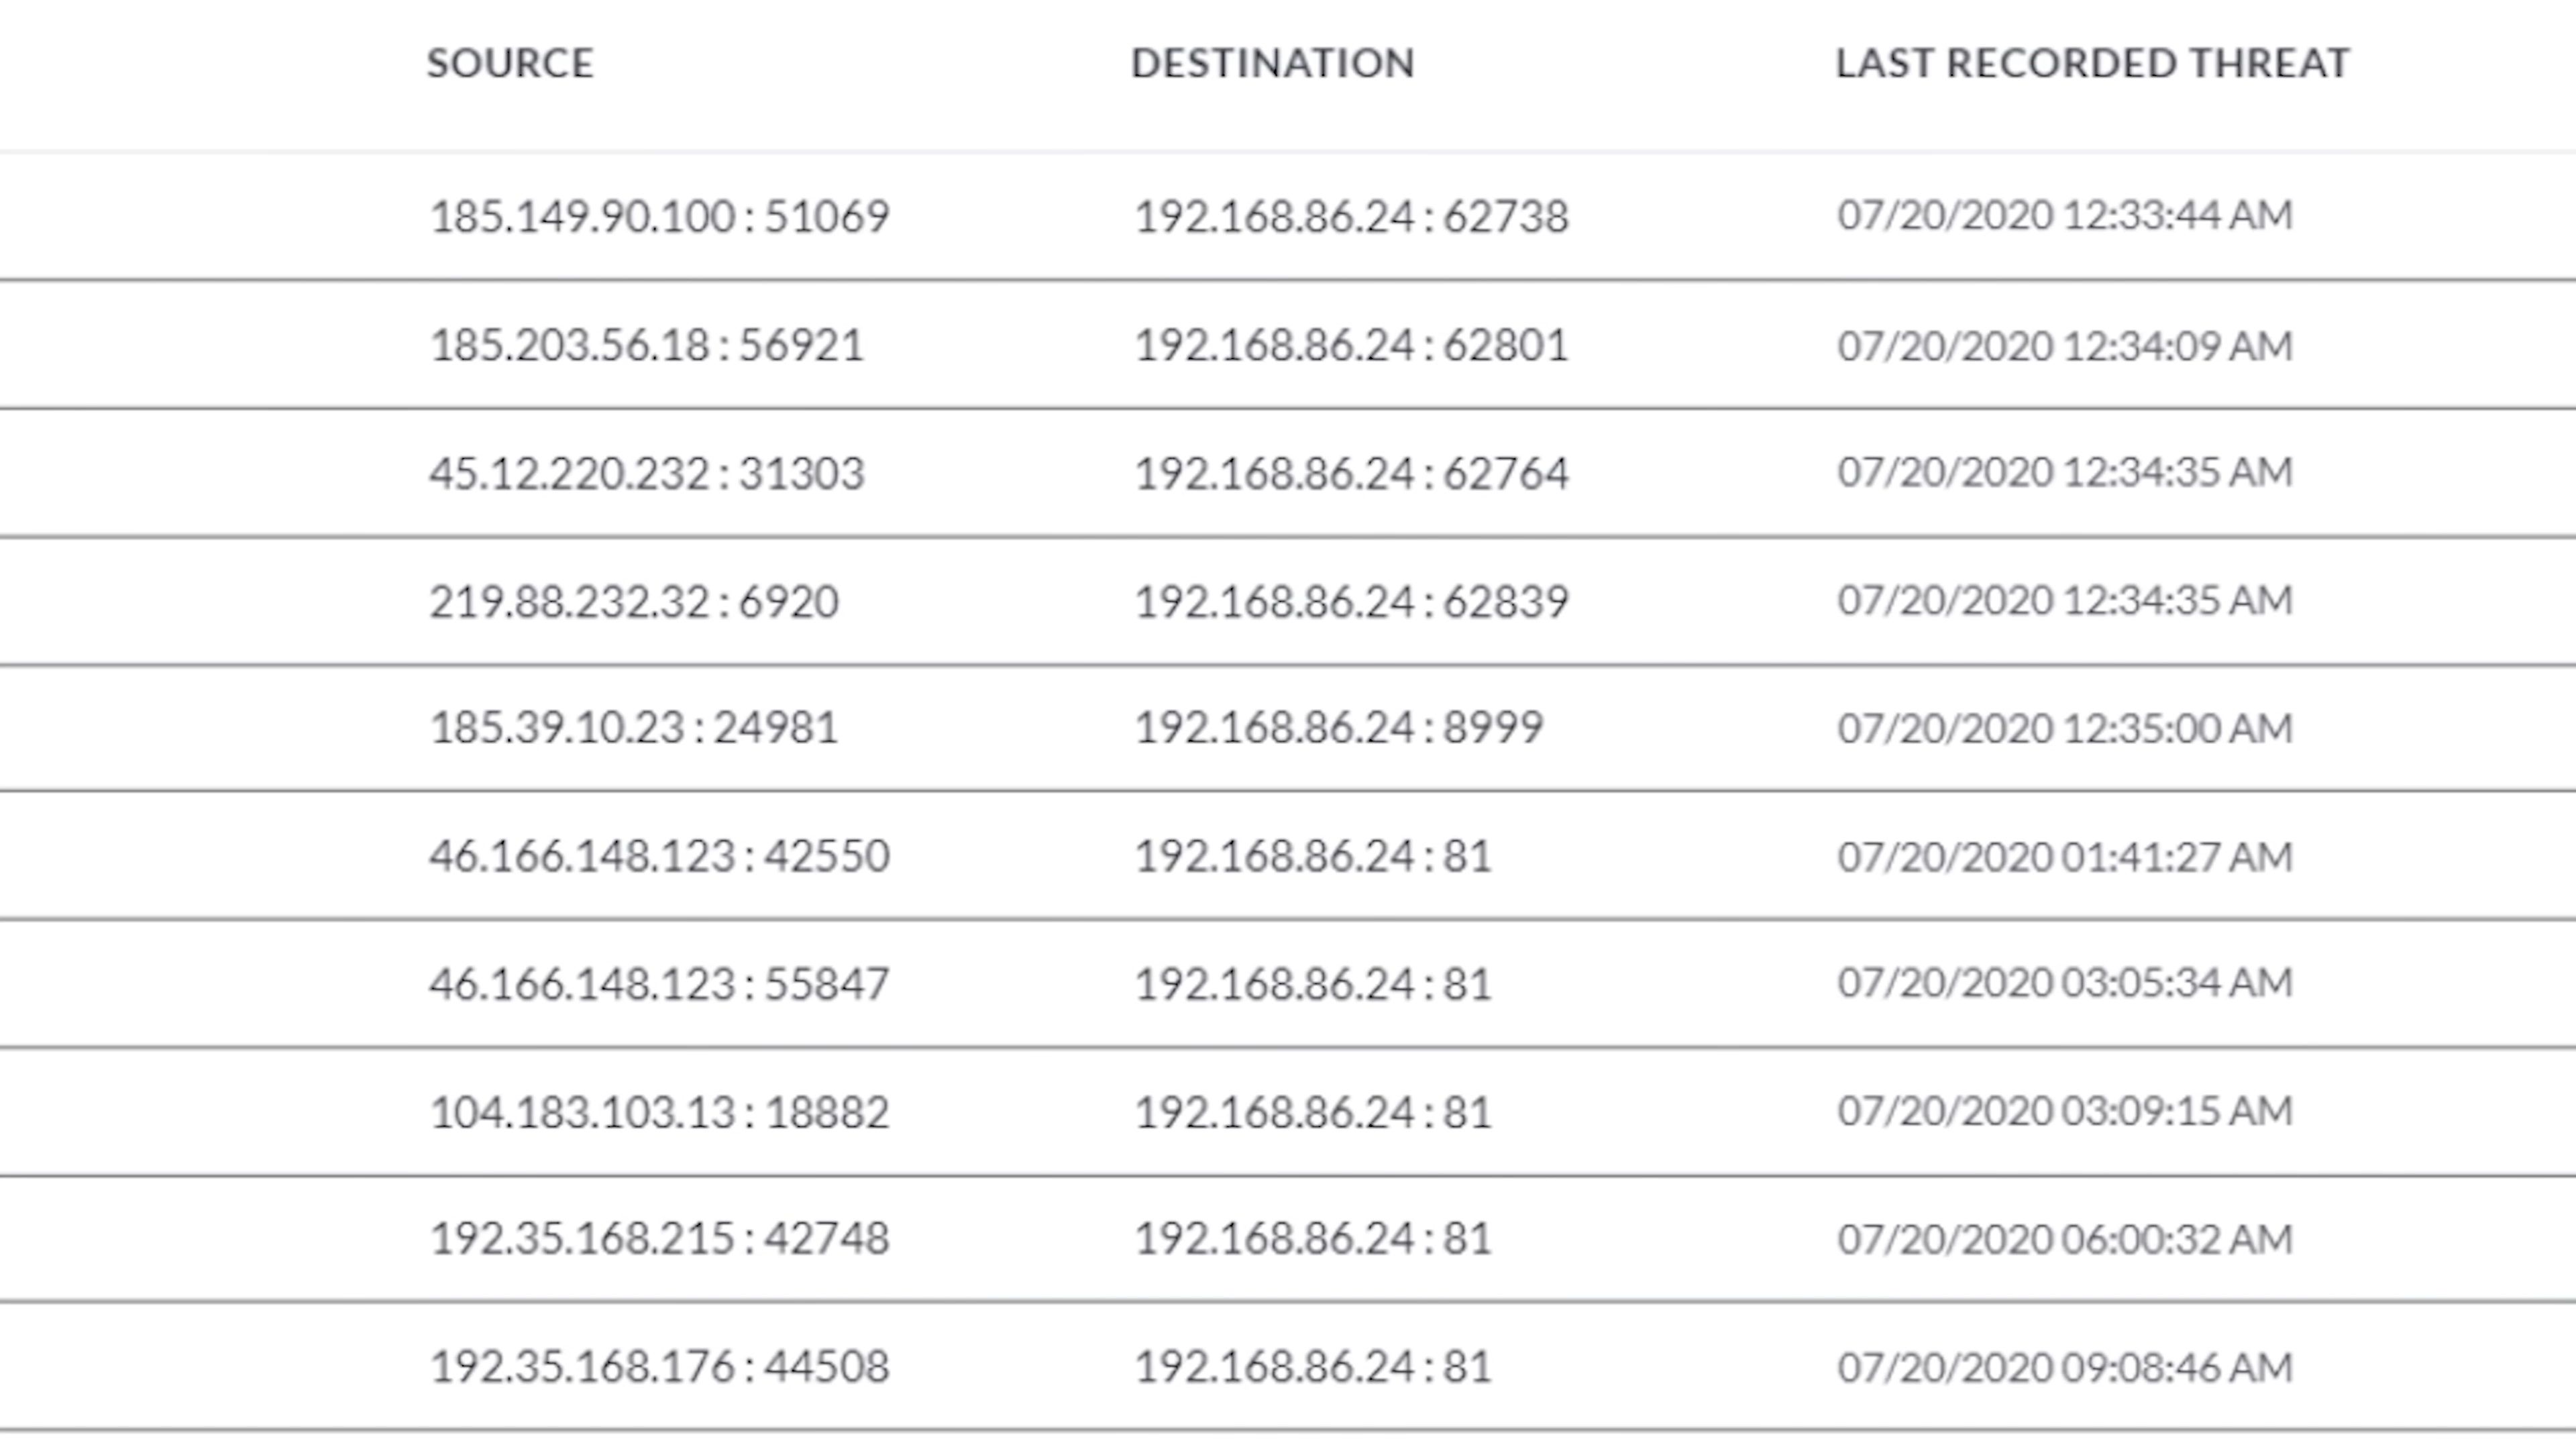 SOURCE DESTINATION LAST RECORDED THREAT
185.149.90.100 : 51069 192.168.86.24 : 62738 07/20/2020 12:33:44 AM
185.203.56.18 : 56921 192.168.86.24 : 62801 07/20/2020 12:34:09 AM
45.12.220.232 : 31303 192.168.86.24 : 62764 07/20/2020 12:34:35 AM
219.88.232.32 : 6920 192.168.86.24 : 62839 07/20/2020 12:34:35 AM
185.39.10.23 : 24981 192.168.86.24 : 8999 07/20/2020 12:35:00 AM
46.166.148.123 : 42550 192.168.86.24 : 81 07/20/2020 01:41:27 AM
46.166.148.123 : 55847 192.168.86.24 : 81 07/20/2020 03:05:34 AM
104.183.103.13 : 18882 192.168.86.24 : 81 07/20/2020 03:09:15 AM
192.35.168.215 : 42748 192.168.86.24 : 81 07/20/2020 06:00:32 AM
192.35.168.176 : 44508 192.168.86.24 : 81 07/20/2020 09:08:46 AM